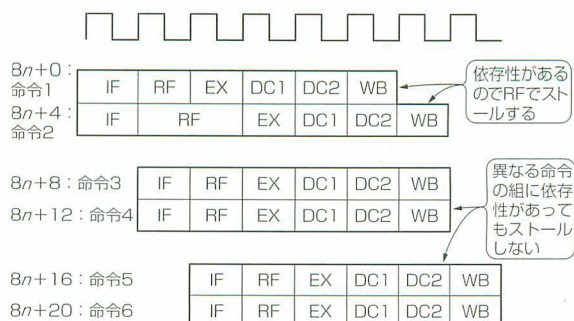 8n+0：
命令1
IF RF EX DC1 DC2 WB
8n+4：
命令2
IF RF EX DC1 DC2 WB
依存性がある
のでRFでスト
ールする
8n+8：命令3 IF RF EX DC1 DC2 WB
8n+12：命令4 IF RF EX DC1 DC2 WB
異なる命令
の組に依存
性があって
もストール
しない
8n+16：命令5 IF RF EX DC1 DC2 WB
8n+20：命令6 IF RF EX DC1 DC2 WB